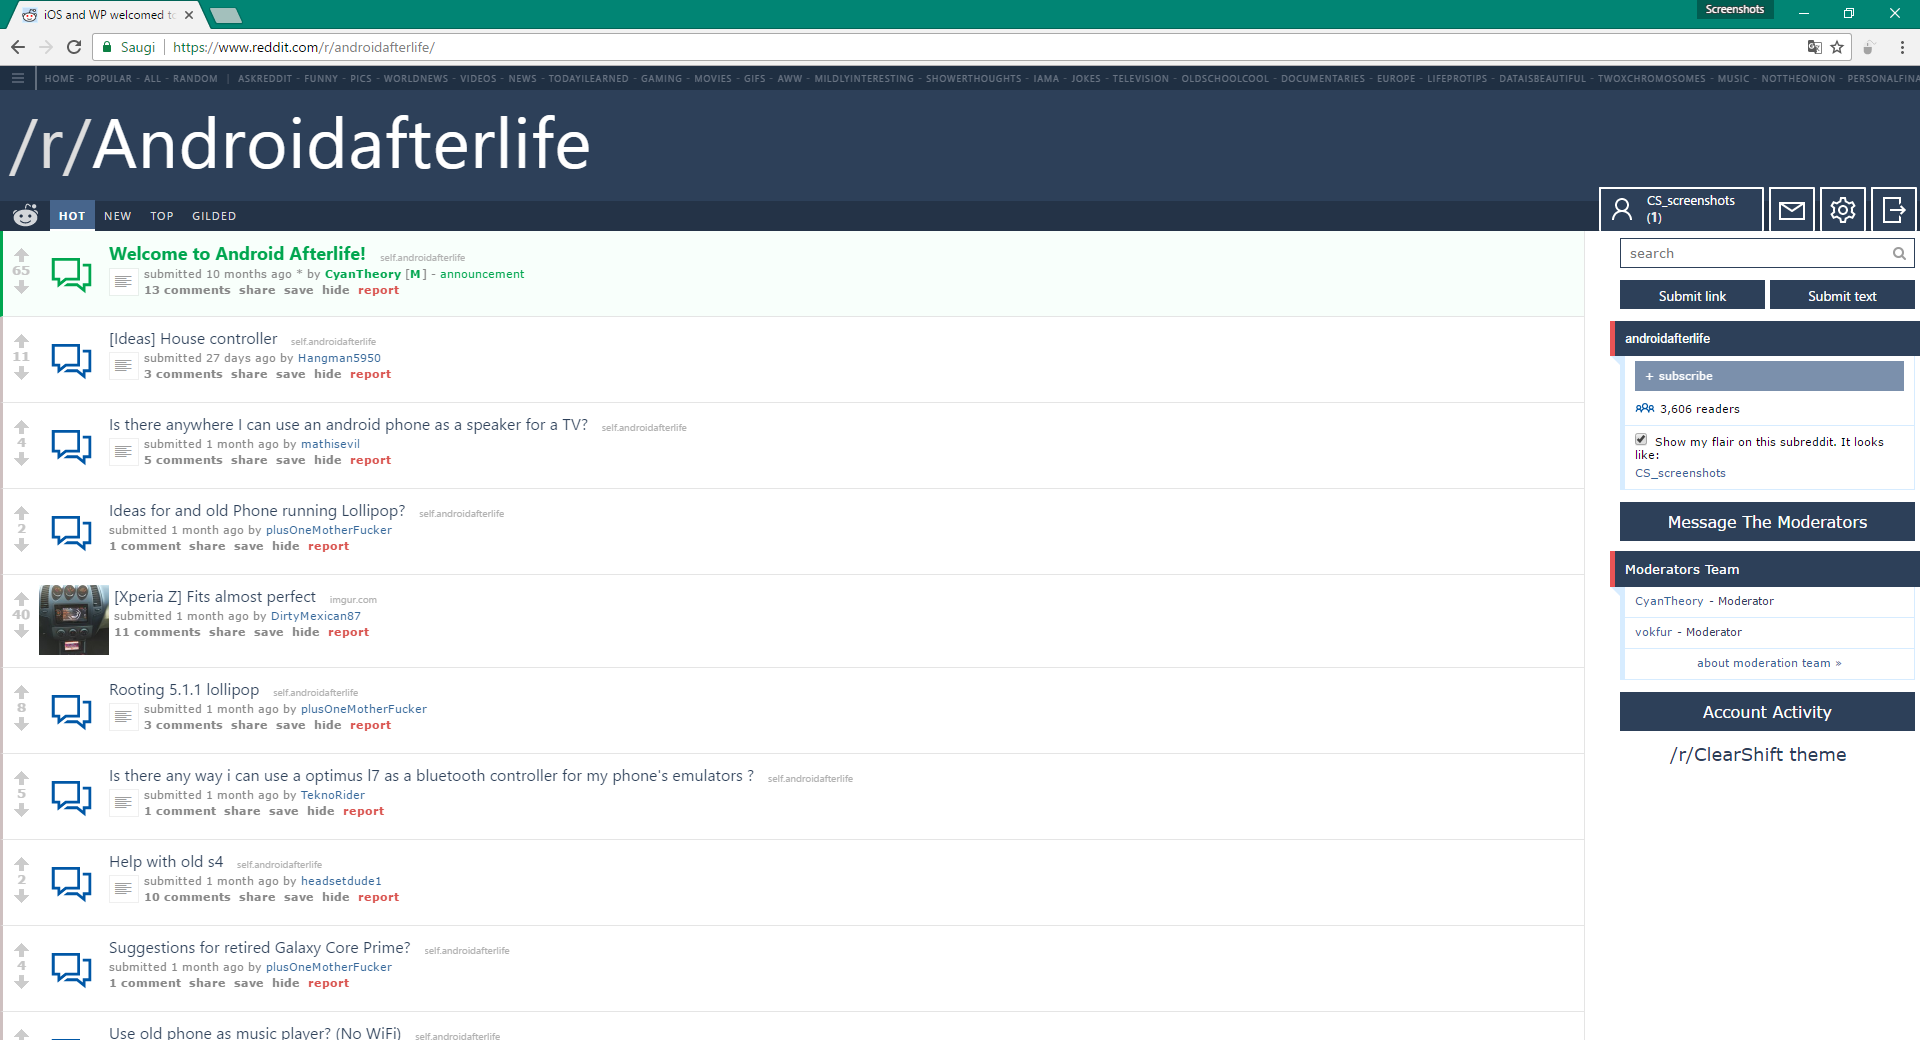 iOS and WP welcomed to
Screenshots
Saugi
https://www.reddit.com/r/androidafterlife/
HOME - POPULAR - ALL - RANDOM | ASKREDDIT - FUNNY - PICS - WORLDNEWS - VIDEOS - NEWS - TODAYILEARNED - GAMING - MOVIES - GIFS - AWW - MILDLYINTERESTING - SHOWERTHOUGHTS - IAMA - JOKES - TELEVISION - OLDSCHOOLCOOL - DOCUMENTARIES - EUROPE - LIFEPROTIPS - DATAISBEAUTIFUL - TWOXCHROMOSOMES - MUSIC - NOTTHEONION - PERSONALFINA
/r/Androidafterlife
HOT NEW TOP GILDED
CS_screenshots
(1)
65
Welcome to Android Afterlife! self.androidafterlife
submitted 10 months ago * by CyanTheory [M] - announcement
13 comments share save hide report
11
[Ideas] House controller self.androidafterlife
submitted 27 days ago by Hangman5950
3 comments share save hide report
4
Is there anywhere I can use an android phone as a speaker for a TV? self.androidafterlife
submitted 1 month ago by mathisevil
5 comments share save hide report
2
Ideas for and old Phone running Lollipop? self.androidafterlife
submitted 1 month ago by plusOneMotherFucker
1 comment share save hide report
40
[Xperia Z] Fits almost perfect imgur.com
submitted 1 month ago by DirtyMexican87
11 comments share save hide report
8
Rooting 5.1.1 lollipop self.androidafterlife
submitted 1 month ago by plusOneMotherFucker
3 comments share save hide report
5
Is there any way i can use a optimus l7 as a bluetooth controller for my phone's emulators ? self.androidafterlife
submitted 1 month ago by TeknoRider
1 comment share save hide report
2
Help with old s4 self.androidafterlife
submitted 1 month ago by headsetdude1
10 comments share save hide report
4
Suggestions for retired Galaxy Core Prime? self.androidafterlife
submitted 1 month ago by plusOneMotherFucker
1 comment share save hide report
Use old phone as music player? (No WiFi) self.androidafterlife
search
Submit link
Submit text
androidafterlife
+ subscribe
3,606 readers
Show my flair on this subreddit. It looks
like:
CS_screenshots
Message The Moderators
Moderators Team
CyanTheory - Moderator
vokfur - Moderator
about moderation team »
Account Activity
/r/ClearShift theme